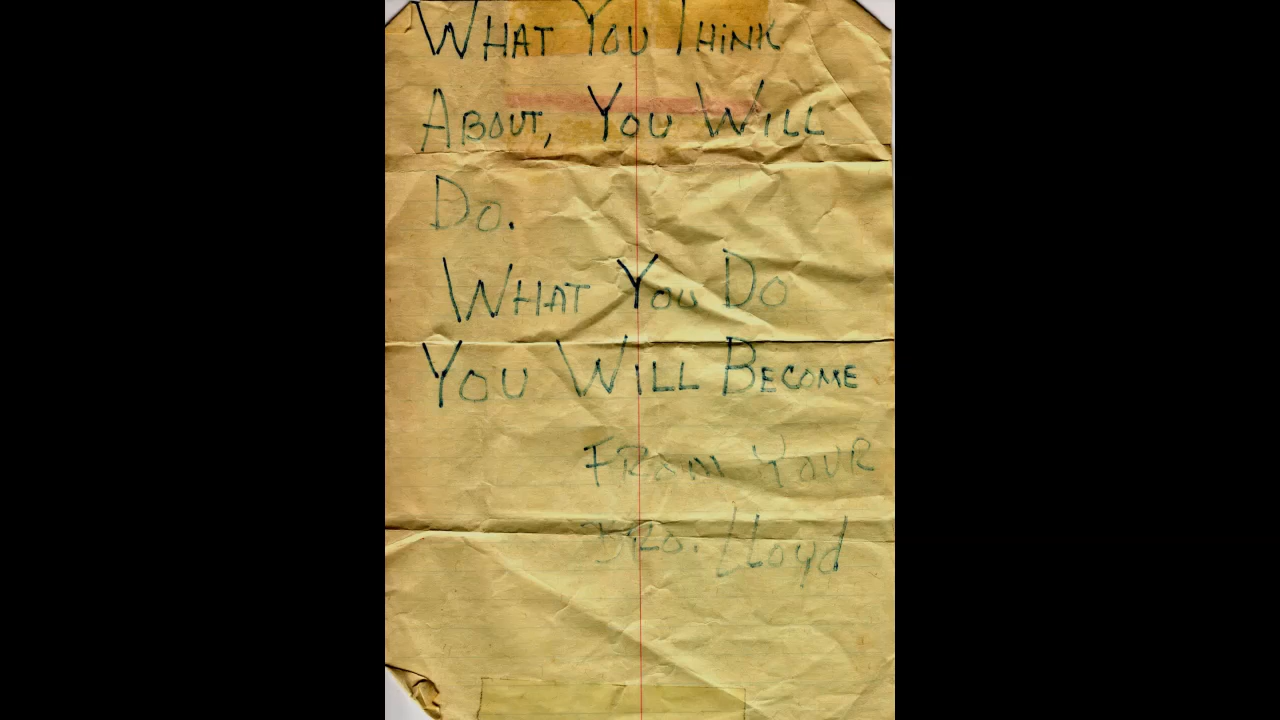 WHAT YOU THINK
ABOUT, YOU WILL
DO.
WHAT YOU DO
YOU WILL BECOME
FROM YOUR
BRO. Lloyd